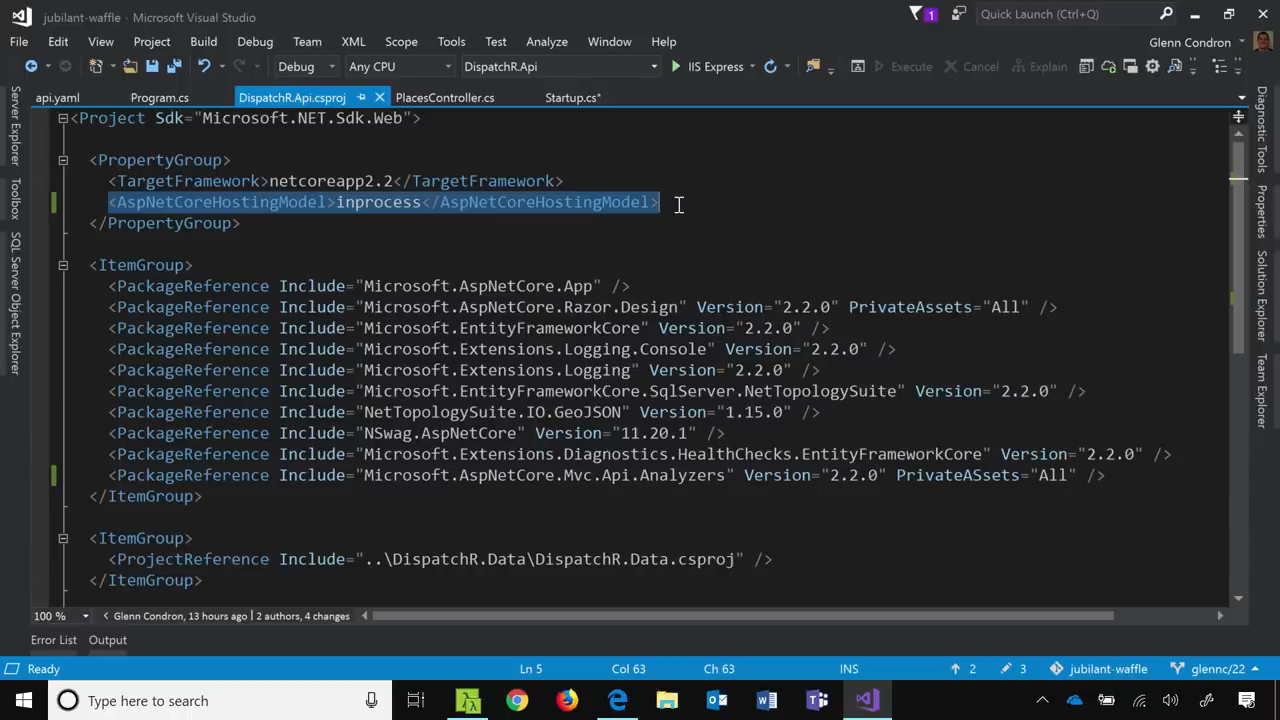 jubilant-waffle - Microsoft Visual Studio
1
Quick Launch (Ctrl+Q)
File Edit View Project Build Debug Team XML Scope Tools Test Analyze Window Help
Glenn Condron
Debug Any CPU DispatchR.Api IIS Express Execute Cancel Explain
api.yaml Program.cs DispatchR.Api.csproj PlacesController.cs Startup.cs*
Server Explorer
Toolbox
SQL Server Object Explorer
<Project Sdk="Microsoft.NET.Sdk.Web">
<PropertyGroup>
<TargetFramework>netcoreapp2.2</TargetFramework>
<AspNetCoreHostingModel>inprocess</AspNetCoreHostingModel>
</PropertyGroup>
<ItemGroup>
<PackageReference Include="Microsoft.AspNetCore.App" />
<PackageReference Include="Microsoft.AspNetCore.Razor.Design" Version="2.2.0" PrivateAssets="All" />
<PackageReference Include="Microsoft.EntityFrameworkCore" Version="2.2.0" />
<PackageReference Include="Microsoft.Extensions.Logging.Console" Version="2.2.0" />
<PackageReference Include="Microsoft.Extensions.Logging" Version="2.2.0" />
<PackageReference Include="Microsoft.EntityFrameworkCore.SqlServer.NetTopologySuite" Version="2.2.0" />
<PackageReference Include="NetTopologySuite.IO.GeoJSON" Version="1.15.0" />
<PackageReference Include="NSwag.AspNetCore" Version="11.20.1" />
<PackageReference Include="Microsoft.Extensions.Diagnostics.HealthChecks.EntityFrameworkCore" Version="2.2.0" />
<PackageReference Include="Microsoft.AspNetCore.Mvc.Api.Analyzers" Version="2.2.0" PrivateASsets="All" />
</ItemGroup>
<ItemGroup>
<ProjectReference Include="..\DispatchR.Data\DispatchR.Data.csproj" />
</ItemGroup>
Diagnostic Tools
Properties
Solution Explorer
Team Explorer
100 % Glenn Condron, 13 hours ago | 2 authors, 4 changes
Error List Output
Ready Ln 5 Col 63 Ch 63 INS 2 3 jubilant-waffle glennc/22
Type here to search